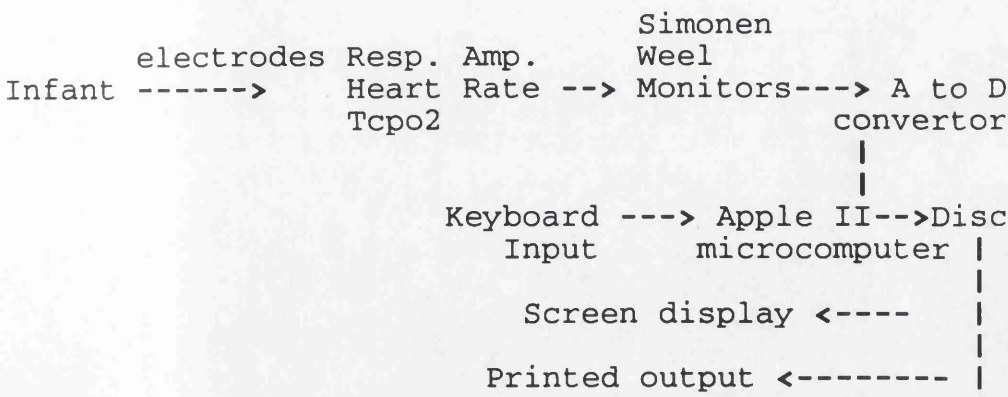 Simonen
electrodes Resp. Amp. Weel
Infant ------> Heart Rate --> Monitors---> A to D
Tcpo2 convertor
|
|
Keyboard ---> Apple II-->Disc
Input microcomputer |
|
Screen display <---- |
|
Printed output <--------- |